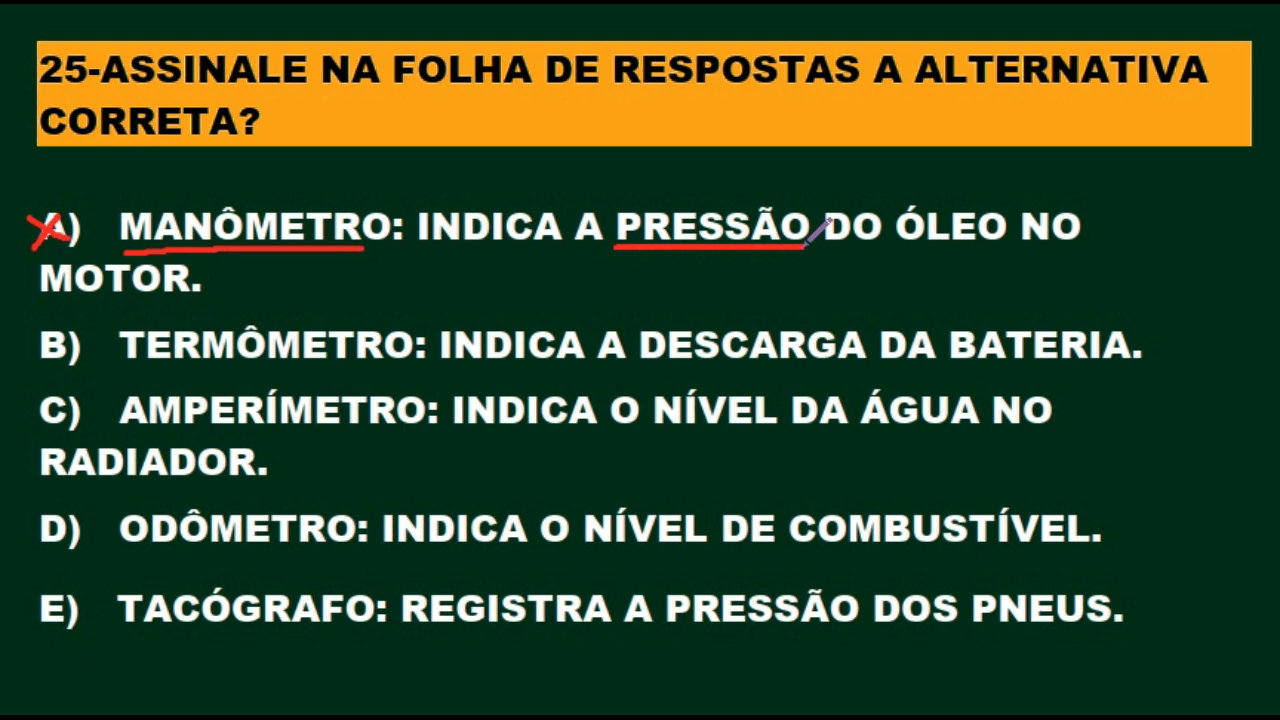 25-ASSINALE NA FOLHA DE RESPOSTAS A ALTERNATIVA
CORRETA?
A) MANÔMETRO: INDICA A PRESSÃO DO ÓLEO NO
MOTOR.
B) TERMÔMETRO: INDICA A DESCARGA DA BATERIA.
C) AMPERÍMETRO: INDICA O NÍVEL DA ÁGUA NO
RADIADOR.
D) ODÔMETRO: INDICA O NÍVEL DE COMBUSTÍVEL.
E) TACÓGRAFO: REGISTRA A PRESSÃO DOS PNEUS.